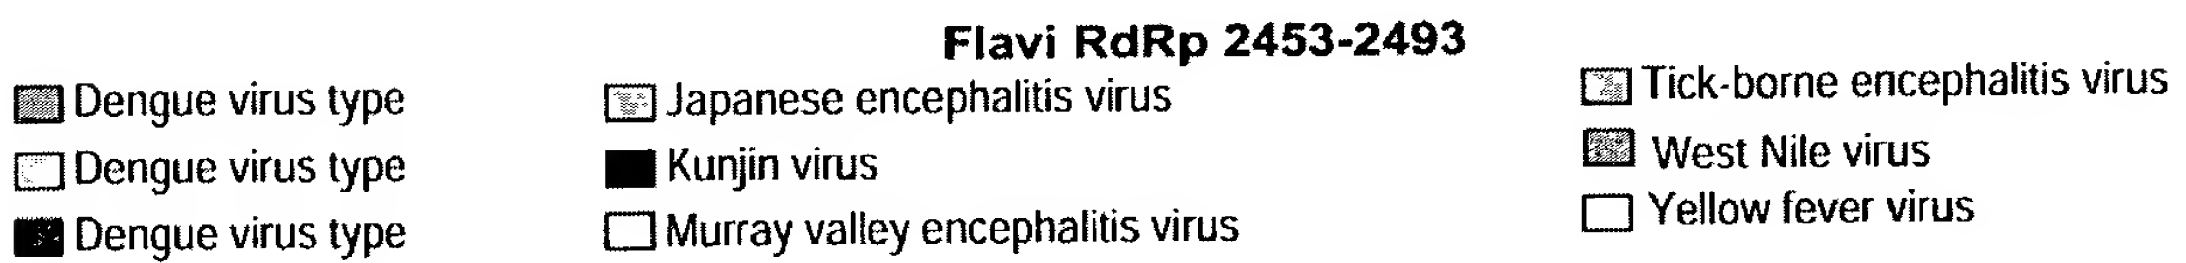 Flavi RdRp 2453-2493
Dengue virus type
Dengue virus type
Dengue virus type
Japanese encephalitis virus
Kunjin virus
Murray valley encephalitis virus
Tick-borne encephalitis virus
West Nile virus
Yellow fever virus